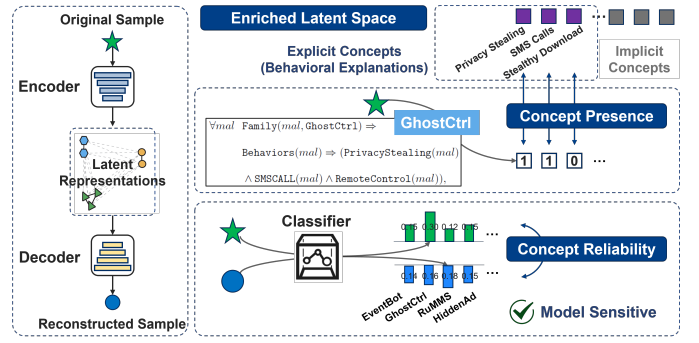 Original Sample
Encoder
Latent
Representations
Decoder
Reconstructed Sample
Enriched Latent Space
Explicit Concepts
(Behavioral Explanations)
Privacy Stealing
SMS Calls
Stealthy Download
...
Implicit
Concepts
GhostCtrl
Concept Presence
∀mal Family(mal, GhostCtrl) ⇒
Behaviors(mal) ⇒ (PrivacyStealing(mal)
∧ SMSCALL(mal) ∧ RemoteControl(mal)),
1 1 0 ...
Classifier
0.15 0.30 0.12 0.15 ...
Concept Reliability
0.14 0.16 0.18 0.15 ...
EventBot
GhostCtrl
RuMMS
HiddenAd
Model Sensitive